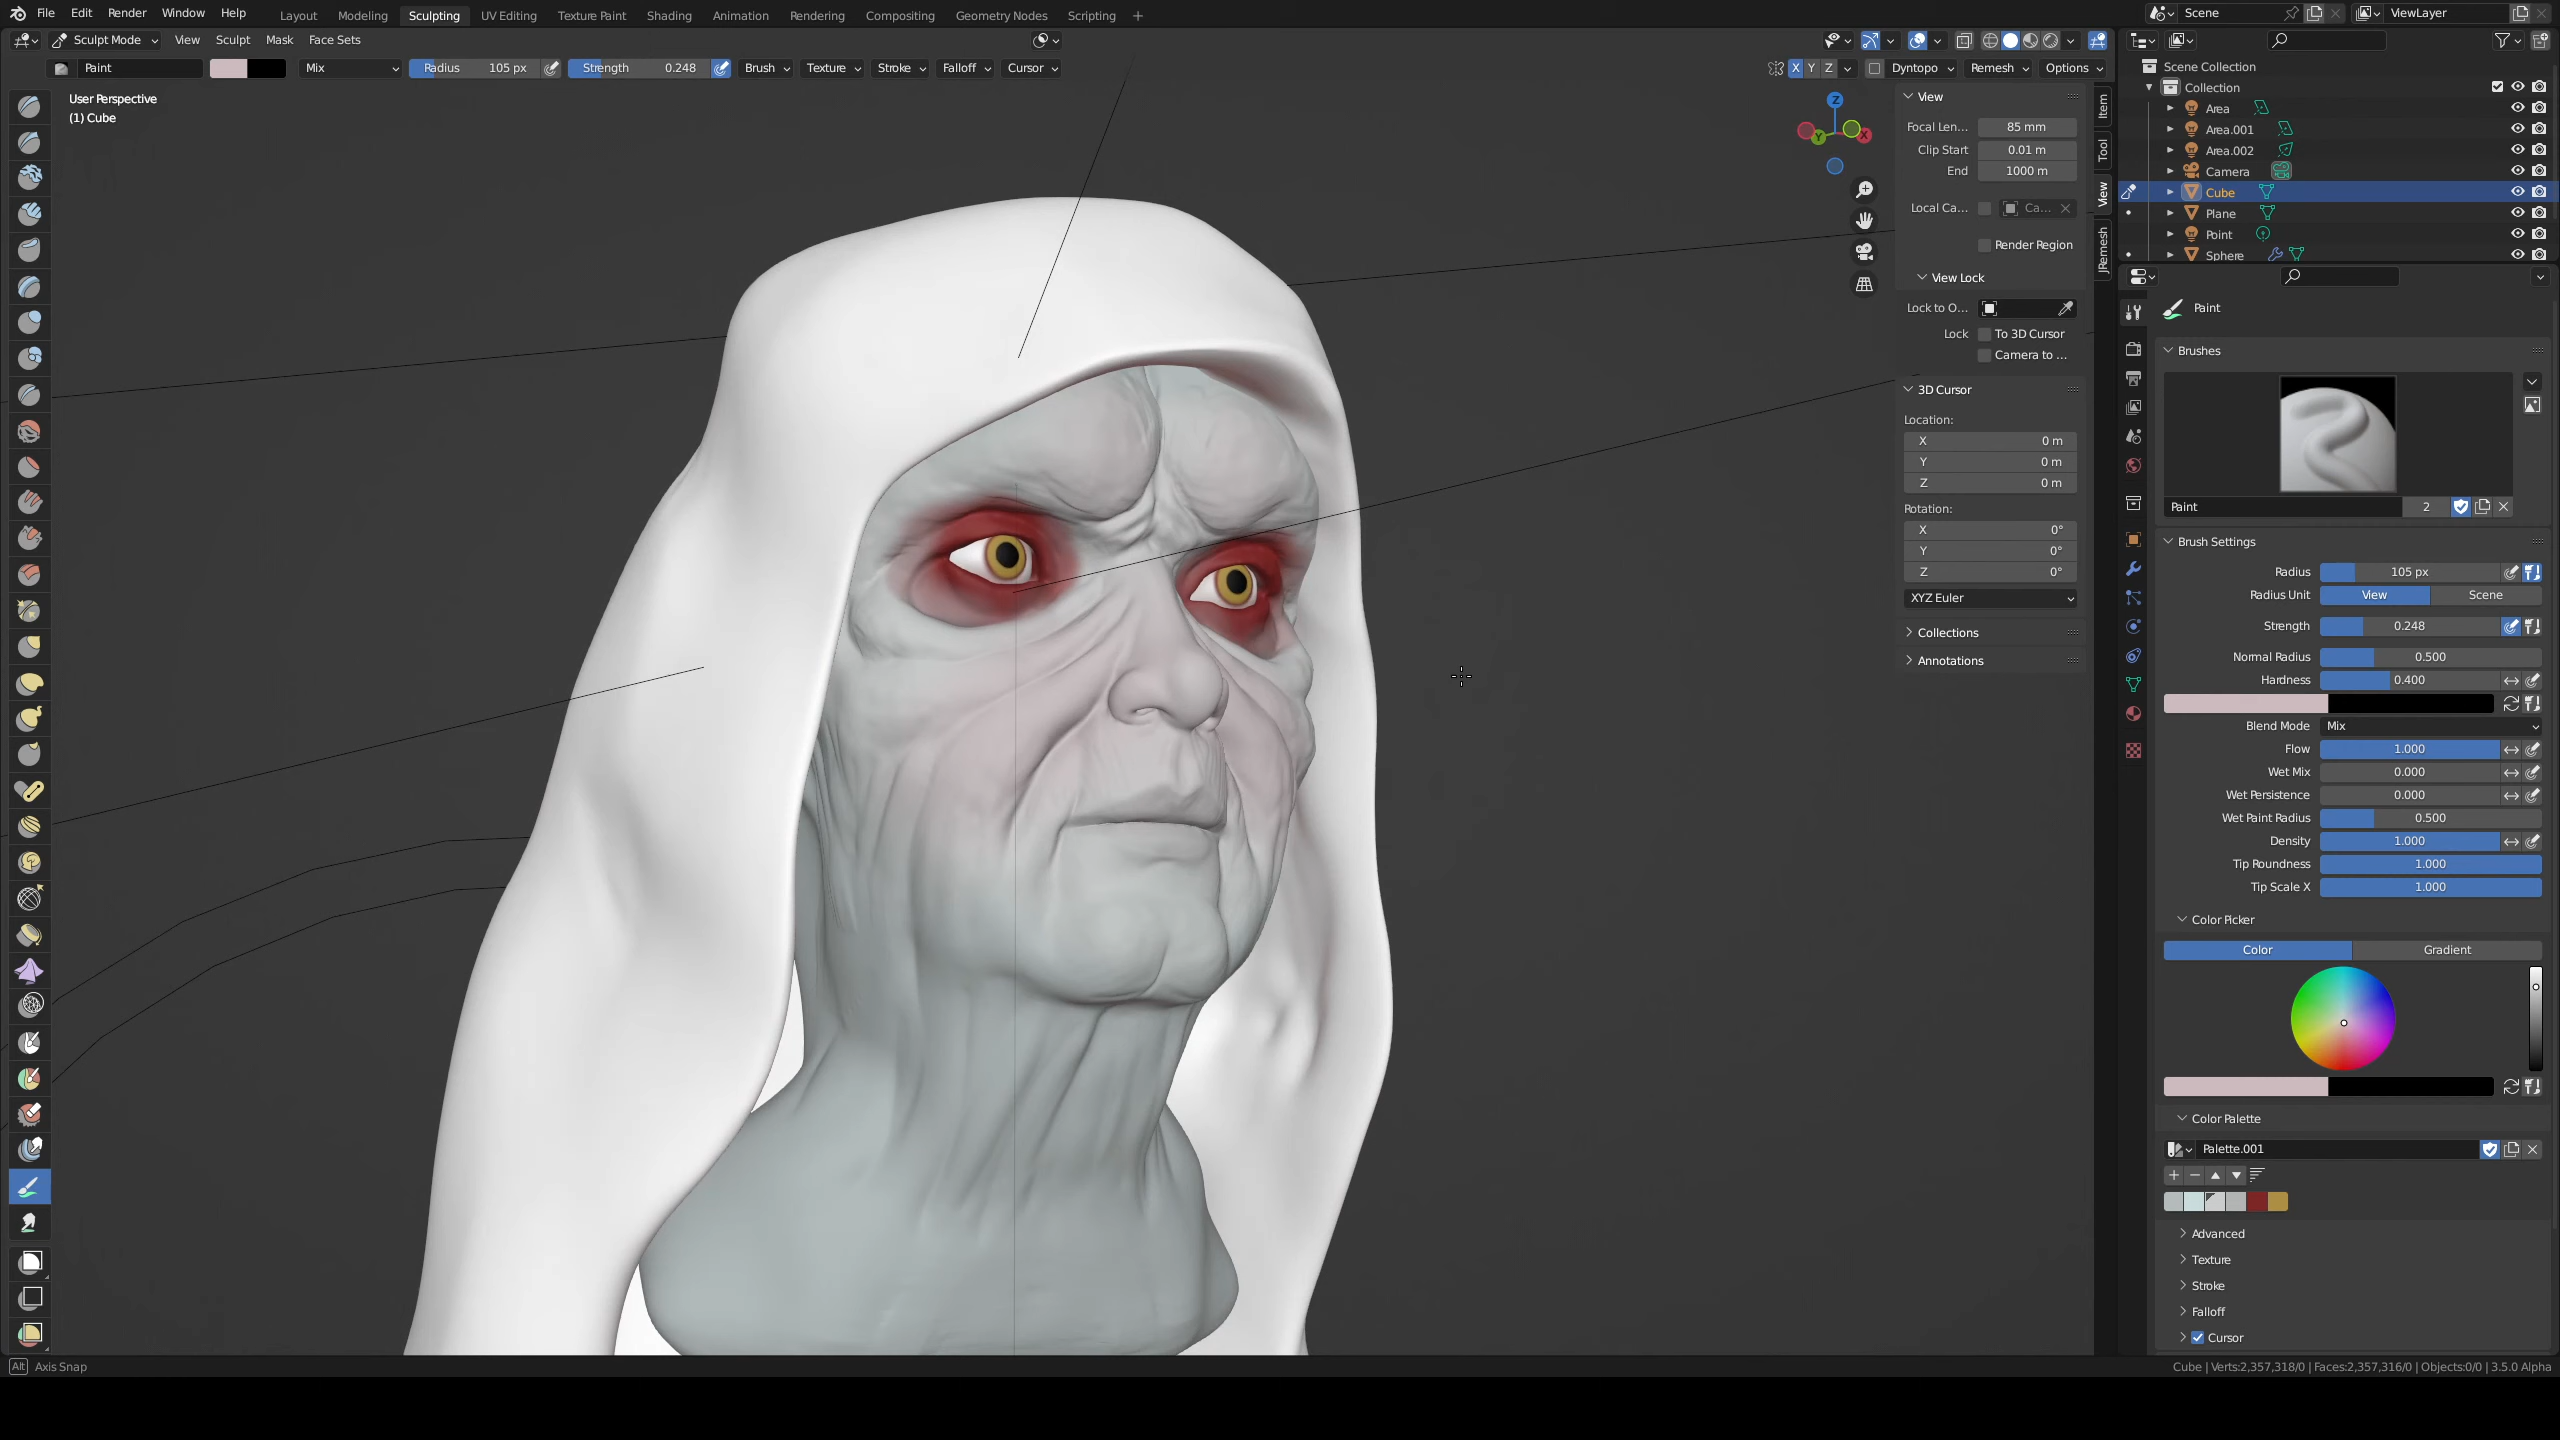 File Edit Render Window Help Layout Modeling Sculpting UV Editing Texture Paint Shading Animation Rendering Compositing Geometry Nodes Scripting + Scene ViewLayer
Sculpt Mode View Sculpt Mask Face Sets
Paint Mix Radius 105 px Strength 0.248 Brush Texture Stroke Falloff Cursor X Y Z Dyntopo Remesh Options
User Perspective
(1) Cube
Z
Y
X
Item
Tool
View
JRemesh
View
Focal Len... 85 mm
Clip Start 0.01 m
End 1000 m
Local Ca... Ca...
Render Region
View Lock
Lock to O...
Lock To 3D Cursor
Camera to ...
3D Cursor
Location:
X 0 m
Y 0 m
Z 0 m
Rotation:
X 0°
Y 0°
Z 0°
XYZ Euler
Collections
Annotations
Scene Collection
Collection
Area
Area.001
Area.002
Camera
Cube
Plane
Point
Sphere
Paint
Brushes
Paint 2
Brush Settings
Radius 105 px
Radius Unit View Scene
Strength 0.248
Normal Radius 0.500
Hardness 0.400
Blend Mode Mix
Flow 1.000
Wet Mix 0.000
Wet Persistence 0.000
Wet Paint Radius 0.500
Density 1.000
Tip Roundness 1.000
Tip Scale X 1.000
Color Picker
Color Gradient
Color Palette
Palette.001
Advanced
Texture
Stroke
Falloff
Cursor
Alt Axis Snap
Cube | Verts:2,357,318/0 | Faces:2,357,316/0 | Objects:0/0 | 3.5.0 Alpha